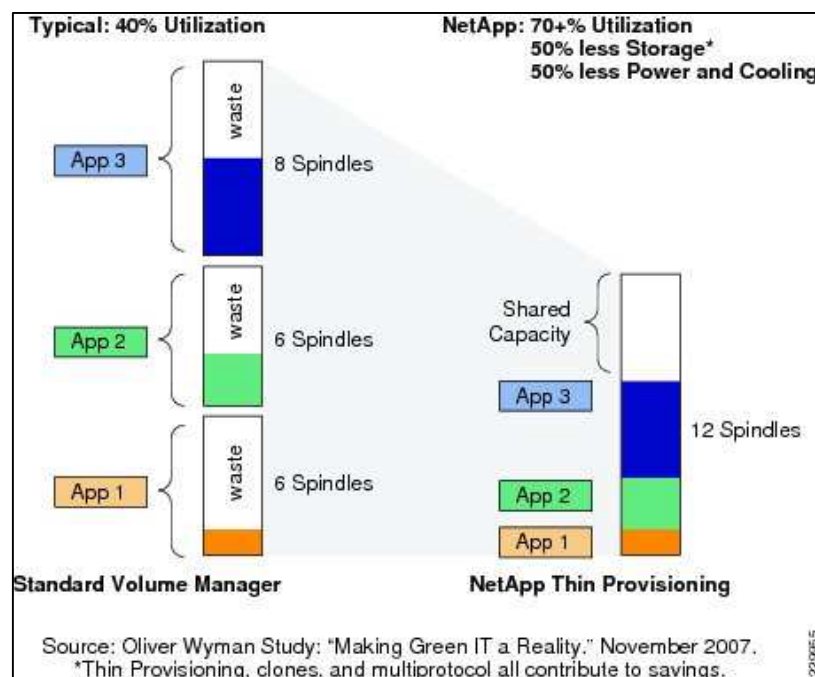 Typical: 40% Utilization
NetApp: 70+% Utilization
50% less Storage*
50% less Power and Cooling
waste
App 3
8 Spindles
waste
App 2
6 Spindles
waste
App 1
6 Spindles
Shared
Capacity
App 3
12 Spindles
App 2
App 1
Standard Volume Manager
NetApp Thin Provisioning
Source: Oliver Wyman Study: “Making Green IT a Reality.” November 2007.
*Thin Provisioning, clones, and multiprotocol all contribute to savings.